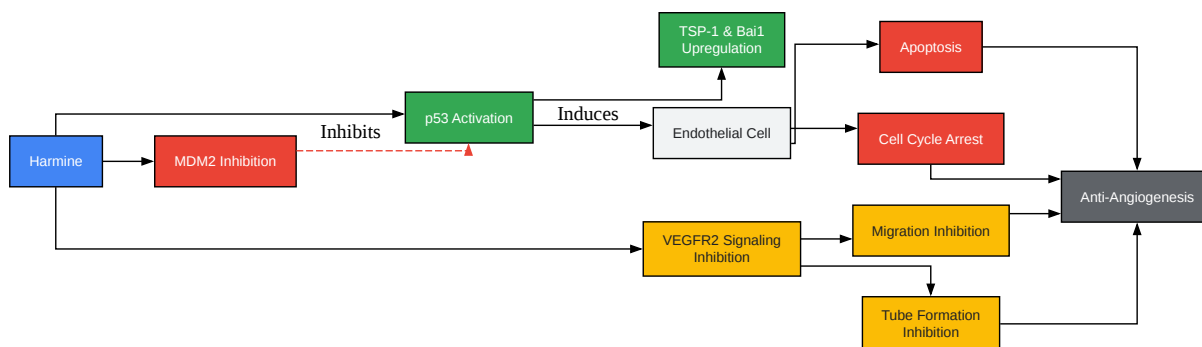 TSP-1 & Bai1
Upregulation
Apoptosis
p53 Activation
Induces
Endothelial Cell
Cell Cycle Arrest
Inhibits
Harmine
MDM2 Inhibition
Anti-Angiogenesis
VEGFR2 Signaling
Inhibition
Migration Inhibition
Tube Formation
Inhibition